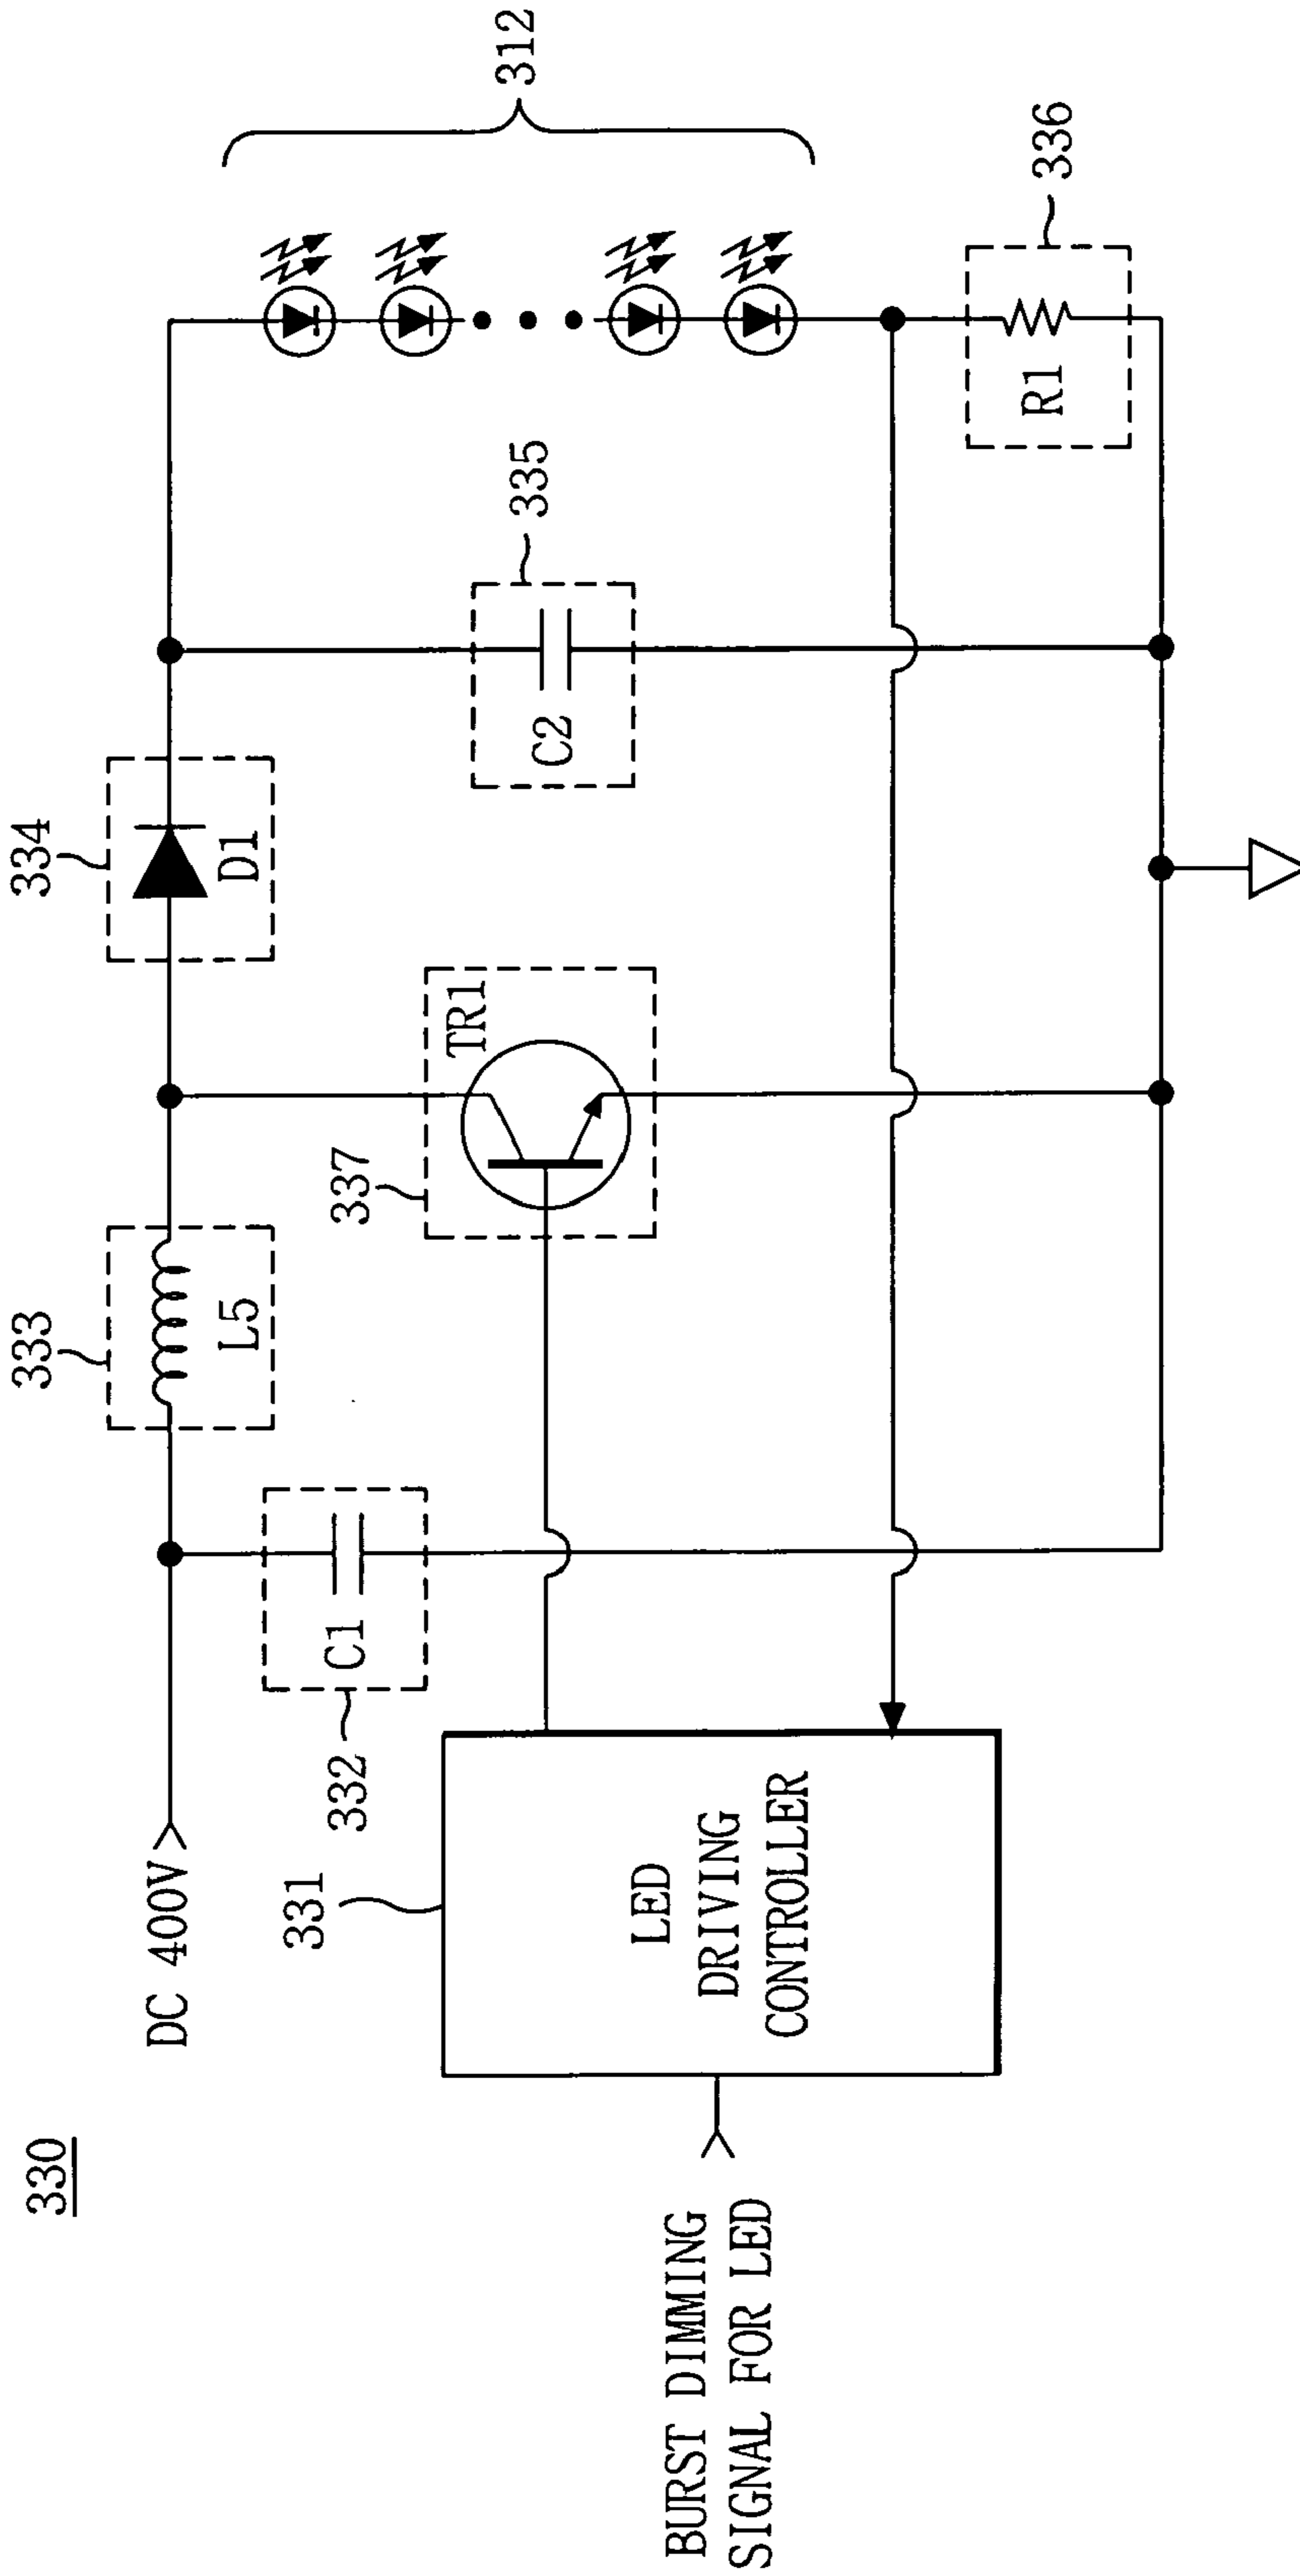 330
DC 400V
333
L5
334
D1
312
332
C1
337
TR1
335
C2
331
LED
DRIVING
CONTROLLER
BURST DIMMING
SIGNAL FOR LED
336
R1